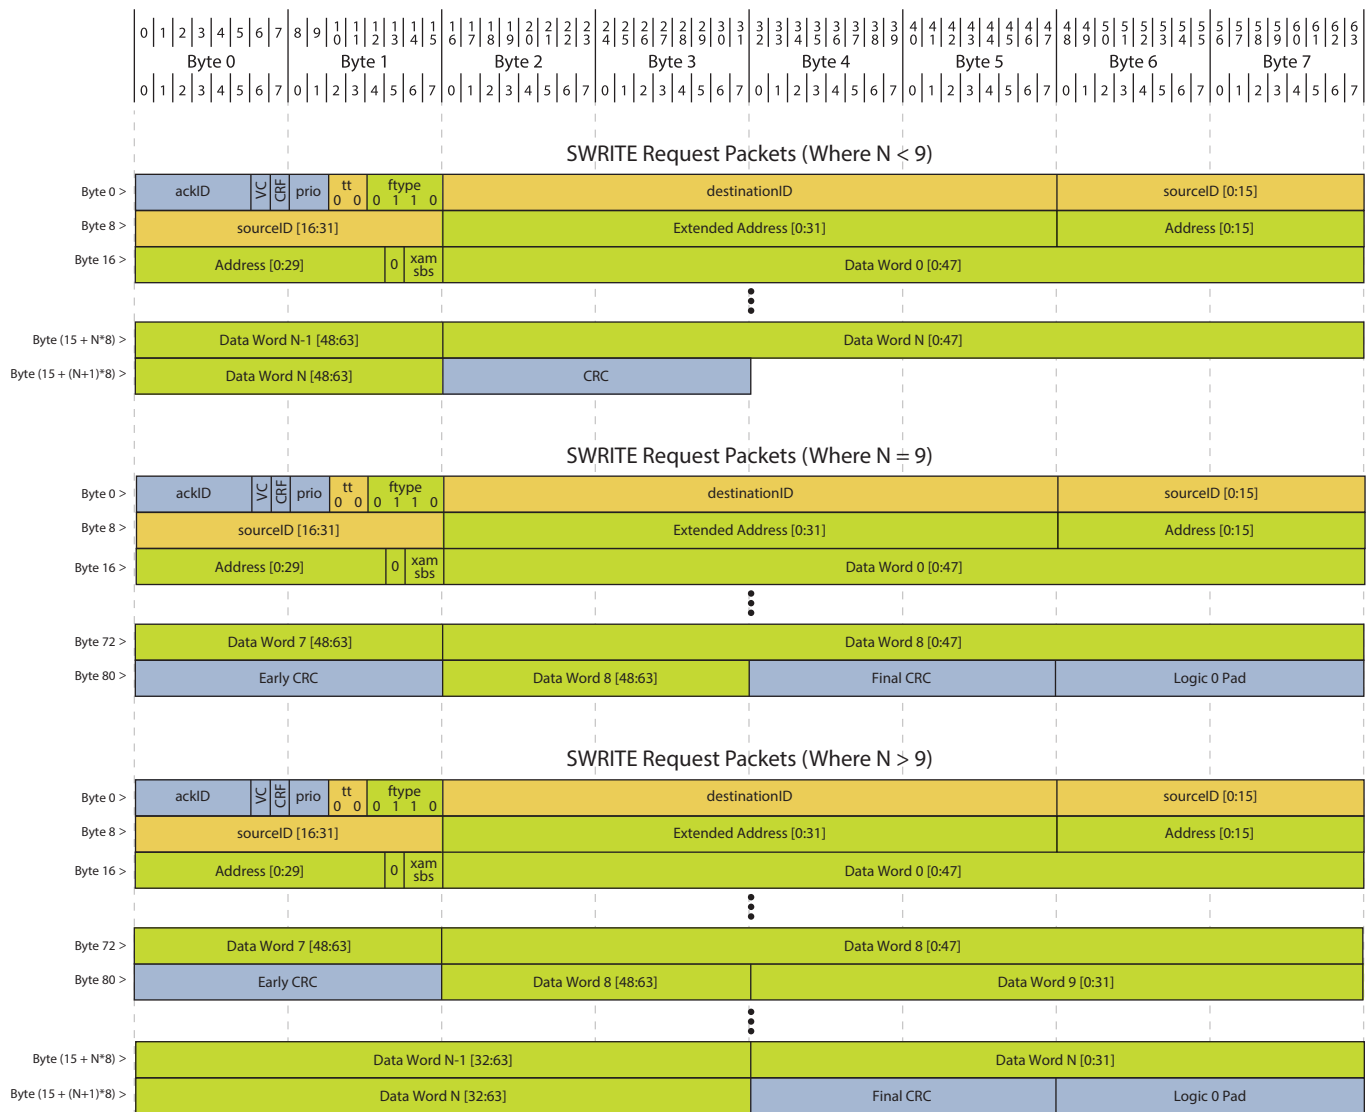 0 1 2 3 4 5 6 7 8 9 10 11 12 13 14 15 16 17 18 19 20 21 22 23 24 25 26 27 28 29 30 31 32 33 34 35 36 37 38 39 40 41 42 43 44 45 46 47 48 49 50 51 52 53 54 55 56 57 58 59 60 61 62 63
Byte 0 Byte 1 Byte 2 Byte 3 Byte 4 Byte 5 Byte 6 Byte 7
0 1 2 3 4 5 6 7 0 1 2 3 4 5 6 7 0 1 2 3 4 5 6 7 0 1 2 3 4 5 6 7 0 1 2 3 4 5 6 7 0 1 2 3 4 5 6 7 0 1 2 3 4 5 6 7 0 1 2 3 4 5 6 7
SWRITE Request Packets (Where N < 9)
Byte 0 > ackID VC CRF prio tt 0 0 ftype 0 1 1 0 destinationID sourceID [0:15]
Byte 8 > sourceID [16:31] Extended Address [0:31] Address [0:15]
Byte 16 > Address [0:29] 0 xam sbs Data Word 0 [0:47]
Byte (15 + N*8) > Data Word N-1 [48:63] Data Word N [0:47]
Byte (15 + (N+1)*8) > Data Word N [48:63] CRC
SWRITE Request Packets (Where N = 9)
Byte 0 > ackID VC CRF prio tt 0 0 ftype 0 1 1 0 destinationID sourceID [0:15]
Byte 8 > sourceID [16:31] Extended Address [0:31] Address [0:15]
Byte 16 > Address [0:29] 0 xam sbs Data Word 0 [0:47]
Byte 72 > Data Word 7 [48:63] Data Word 8 [0:47]
Byte 80 > Early CRC Data Word 8 [48:63] Final CRC Logic 0 Pad
SWRITE Request Packets (Where N > 9)
Byte 0 > ackID VC CRF prio tt 0 0 ftype 0 1 1 0 destinationID sourceID [0:15]
Byte 8 > sourceID [16:31] Extended Address [0:31] Address [0:15]
Byte 16 > Address [0:29] 0 xam sbs Data Word 0 [0:47]
Byte 72 > Data Word 7 [48:63] Data Word 8 [0:47]
Byte 80 > Early CRC Data Word 8 [48:63] Data Word 9 [0:31]
Byte (15 + N*8) > Data Word N-1 [32:63] Data Word N [0:31]
Byte (15 + (N+1)*8) > Data Word N [32:63] Final CRC Logic 0 Pad